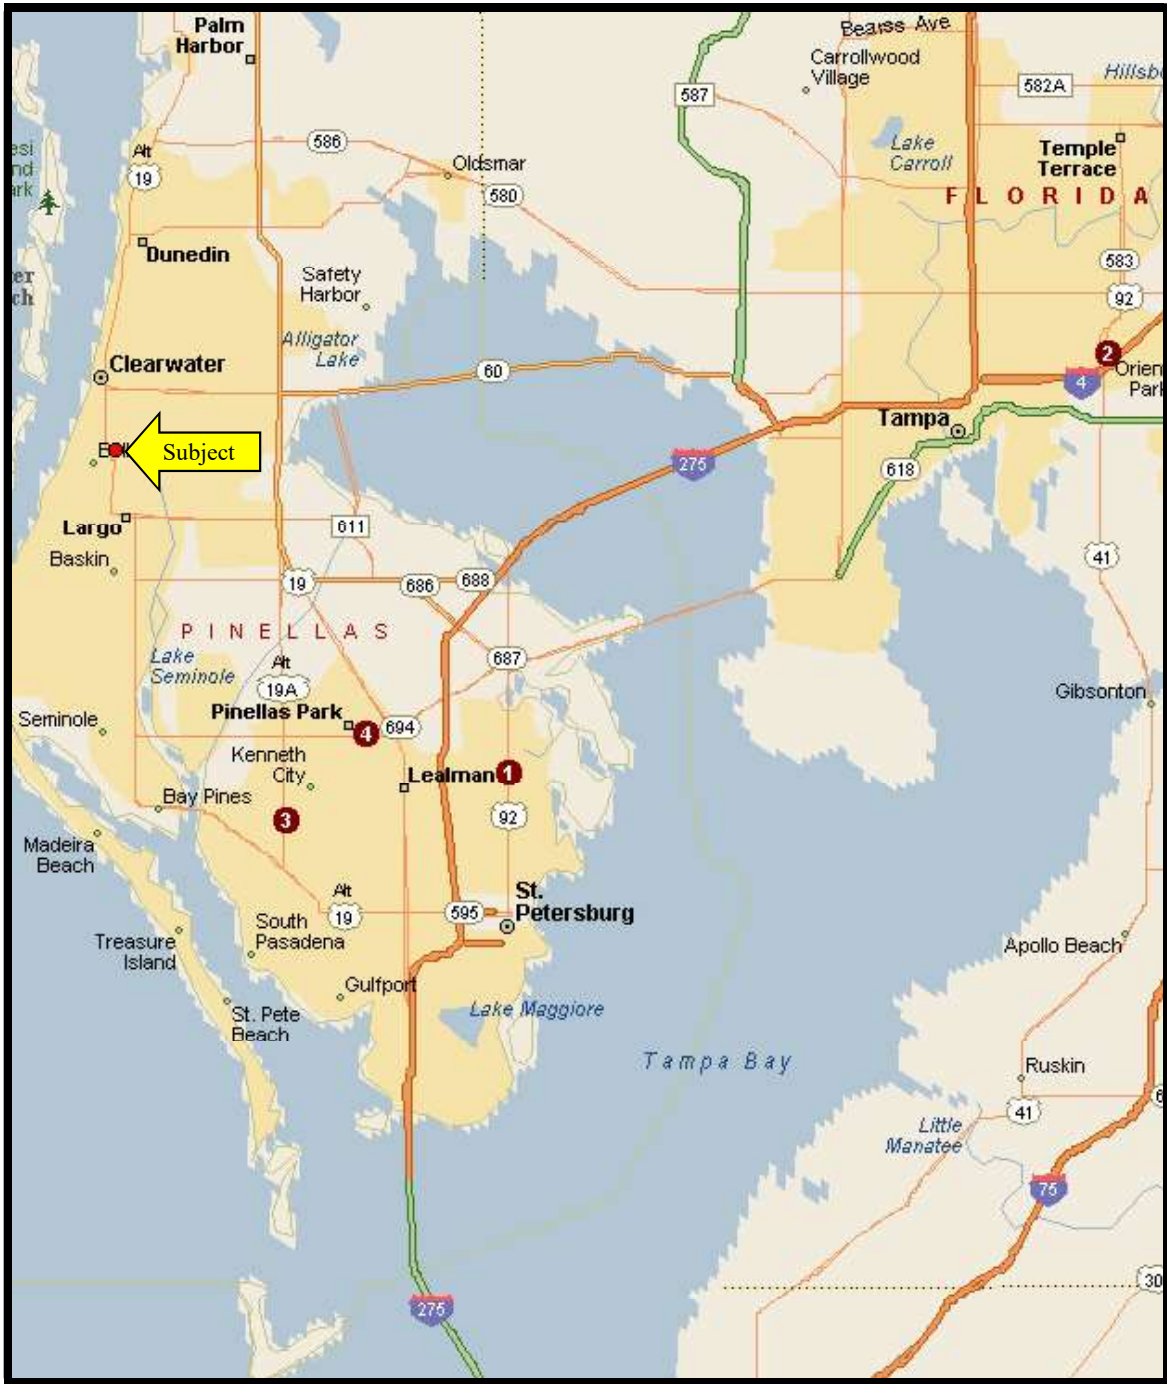 Palm
Harbor
Bearss Ave
Carrollwood
Village
587
582A
586
Alt
19
Oldsmar
580
Lake
Carroll
Temple
Terrace
FLORIDA
Dunedin
583
92
Safety
Harbor
Alligator
Lake
Clearwater
60
2
4
Tampa
Subject
275
618
Largo
611
Baskin
41
19
686
688
PINELLAS
Lake
Seminole
Alt
19A
687
Gibsonton
Pinellas Park
4
694
Seminole
Kenneth
City
Lealman
1
Bay Pines
3
92
Madeira
Beach
Alt
19
595
St.
Petersburg
South
Pasadena
Treasure
Island
Apollo Beach
Gulfport
St. Pete
Beach
Lake Maggiore
Tampa Bay
Ruskin
41
Little
Manatee
75
30
275